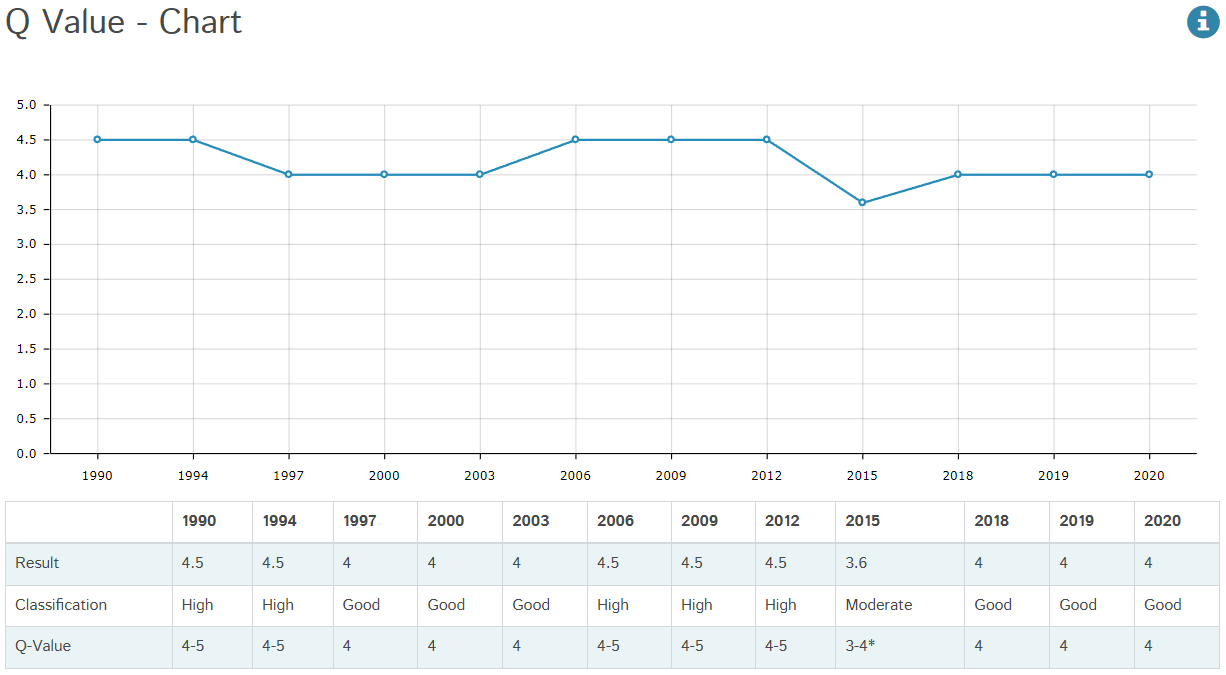 Q Value - Chart
5.0
4.5
4.0
3.5
3.0
2.5
2.0
1.5
1.0
0.5
0.0
1990 1994 1997 2000 2003 2006 2009 2012 2015 2018 2019 2020
1990 1994 1997 2000 2003 2006 2009 2012 2015 2018 2019 2020
Result 4.5 4.5 4 4 4 4.5 4.5 4.5 3.6 4 4 4
Classification High High Good Good Good High High High Moderate Good Good Good
Q-Value 4-5 4-5 4 4 4 4-5 4-5 4-5 3-4* 4 4 4